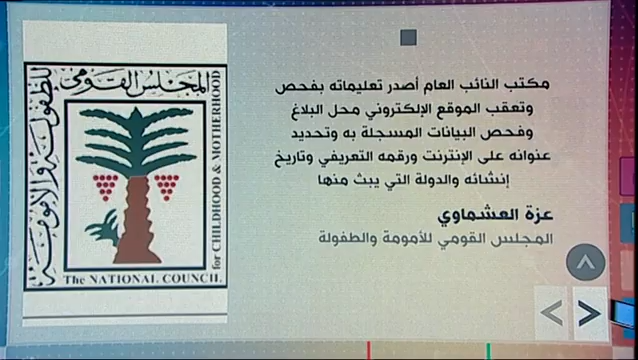 مكتب النائب العام أصدر تعليماته بفحص
وتعقب الموقع الإلكتروني محل البلاغ
وفحص البيانات المسجلة به وتحديد
عنوانه على الإنترنت ورقمه التعريفي وتاريخ
إنشائه والدولة التي يبث منها
عزة العشماوي
المجلس القومي للأمومة والطفولة
المجلس القومى
للطفولة والأمومة
The NATIONAL COUNCIL
for CHILDHOOD & MOTHERHOOD